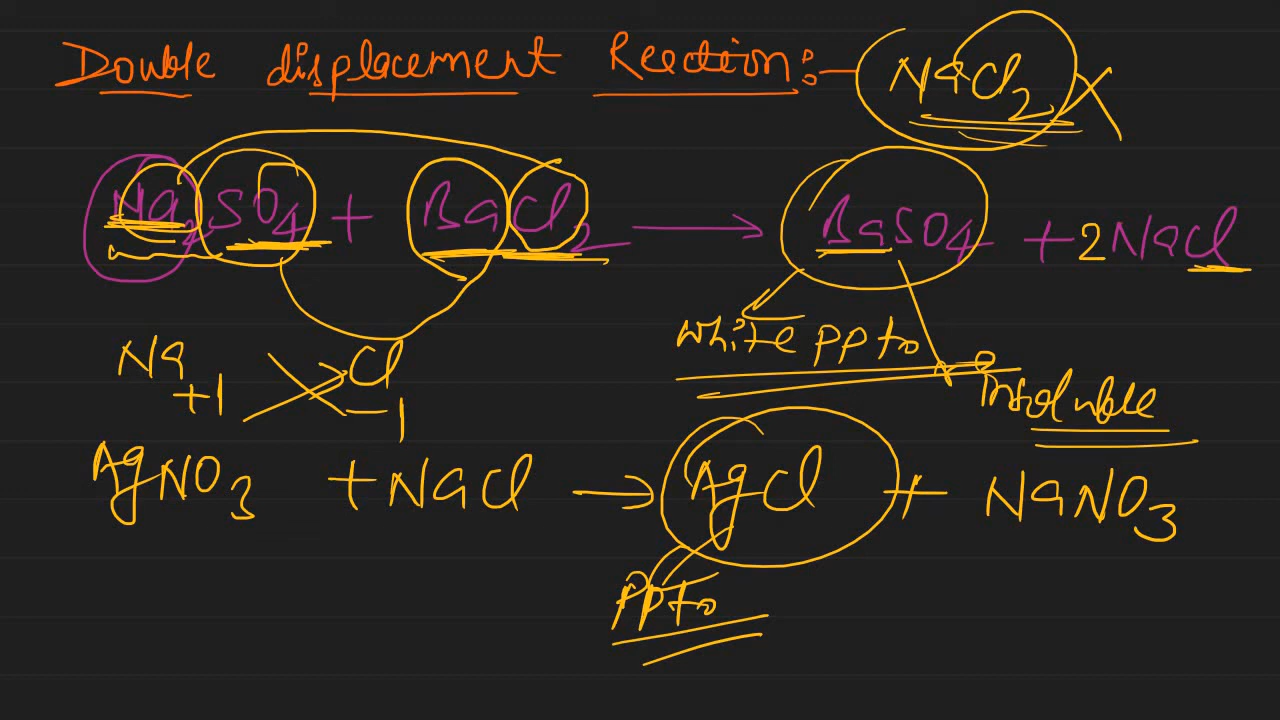 Double displacement Reaction:- NaCl2 X
Na2SO4 + BaCl2 → BaSO4 + 2NaCl
white ppt.
Na+1 Cl-1
insoluble
AgNO3 + NaCl → AgCl + NaNO3
ppt.